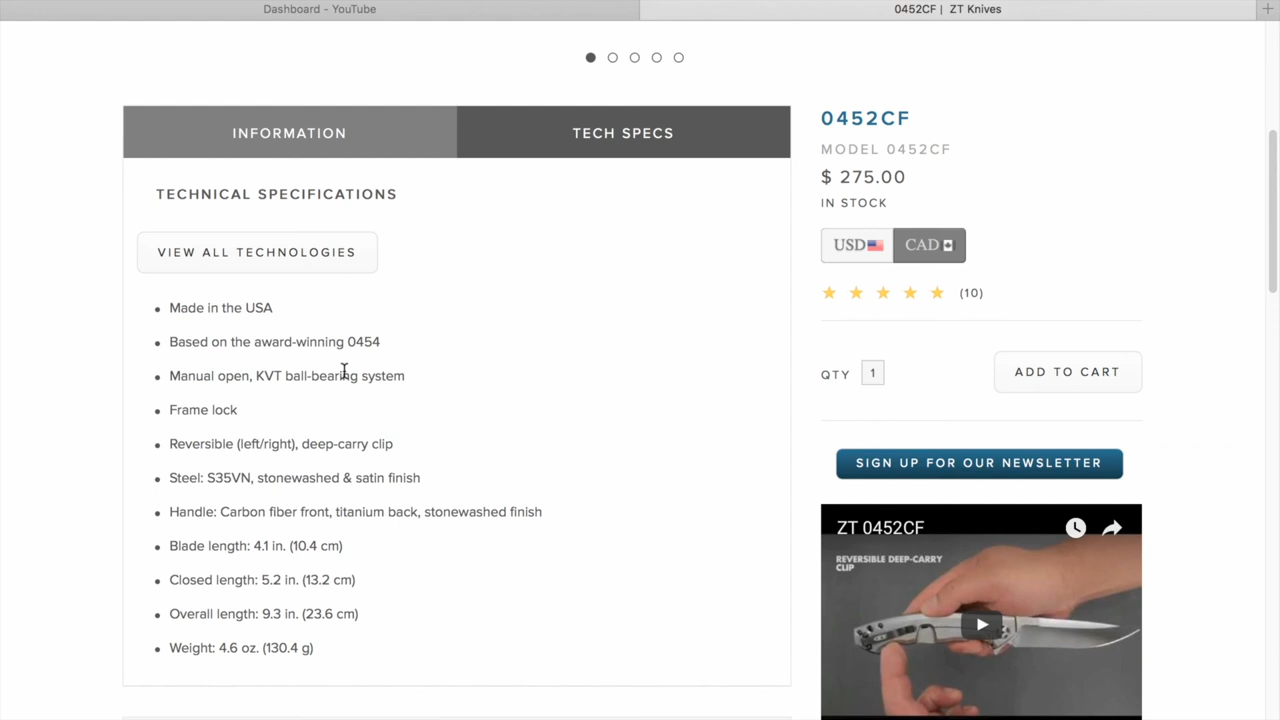 Dashboard - YouTube
0452CF | ZT Knives
INFORMATION
TECH SPECS
TECHNICAL SPECIFICATIONS
VIEW ALL TECHNOLOGIES
Made in the USA
Based on the award-winning 0454
Manual open, KVT ball-bearing system
Frame lock
Reversible (left/right), deep-carry clip
Steel: S35VN, stonewashed & satin finish
Handle: Carbon fiber front, titanium back, stonewashed finish
Blade length: 4.1 in. (10.4 cm)
Closed length: 5.2 in. (13.2 cm)
Overall length: 9.3 in. (23.6 cm)
Weight: 4.6 oz. (130.4 g)
0452CF
MODEL 0452CF
$ 275.00
IN STOCK
USD CAD
(10)
QTY 1 ADD TO CART
SIGN UP FOR OUR NEWSLETTER
ZT 0452CF
REVERSIBLE DEEP-CARRY
CLIP